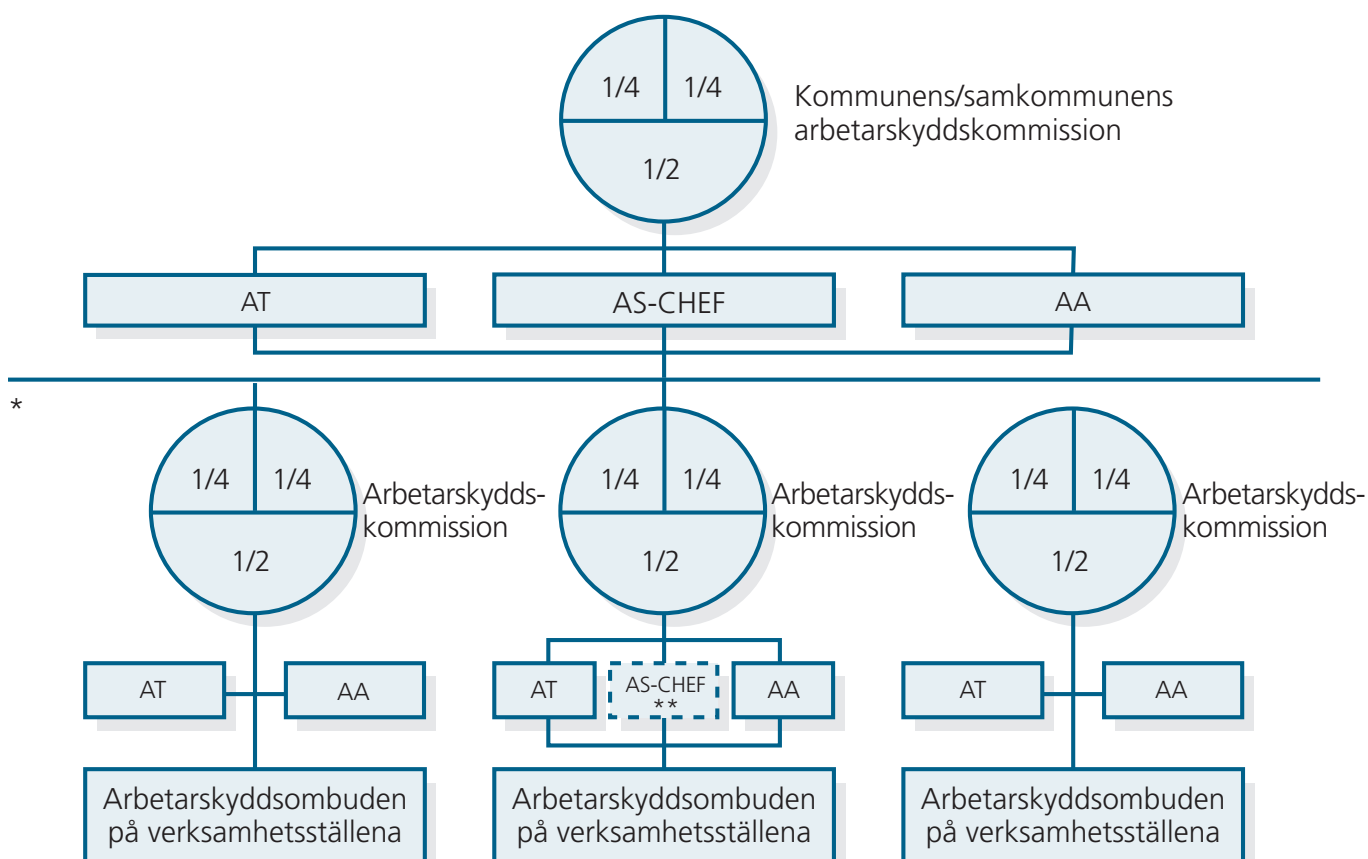 1/4 1/4
1/2
Kommunens/samkommunens
arbetarskyddskommission
AT
AS-CHEF
AA
*
1/4 1/4
1/2
Arbetarskydds-
kommission
1/4 1/4
1/2
Arbetarskydds-
kommission
1/4 1/4
1/2
Arbetarskydds-
kommission
AT
AA
AT
AS-CHEF
**
AA
AT
AA
Arbetarskyddsombuden
på verksamhetsställena
Arbetarskyddsombuden
på verksamhetsställena
Arbetarskyddsombuden
på verksamhetsställena